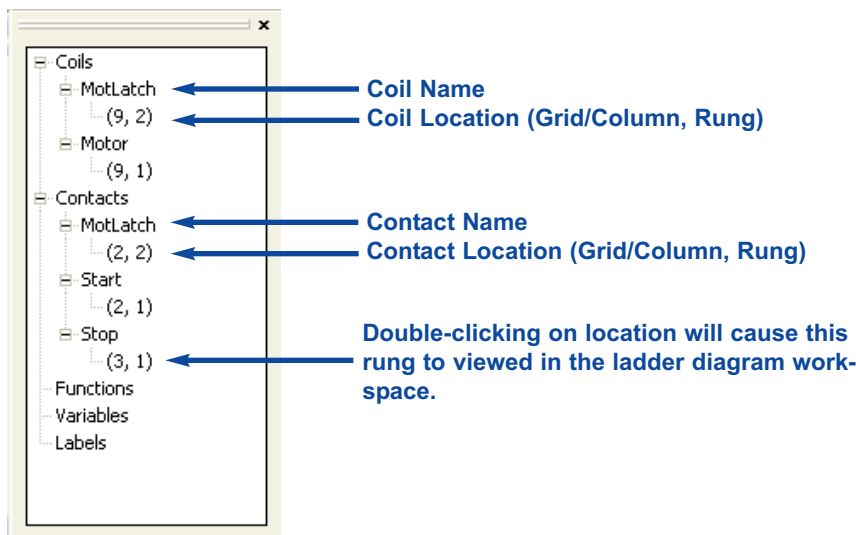 x
Coils
MotLatch
Coil Name
(9, 2)
Coil Location (Grid/Column, Rung)
Motor
(9, 1)
Contacts
MotLatch
Contact Name
(2, 2)
Contact Location (Grid/Column, Rung)
Start
(2, 1)
Stop
(3, 1)
Double-clicking on location will cause this
rung to viewed in the ladder diagram work-
space.
Functions
Variables
Labels